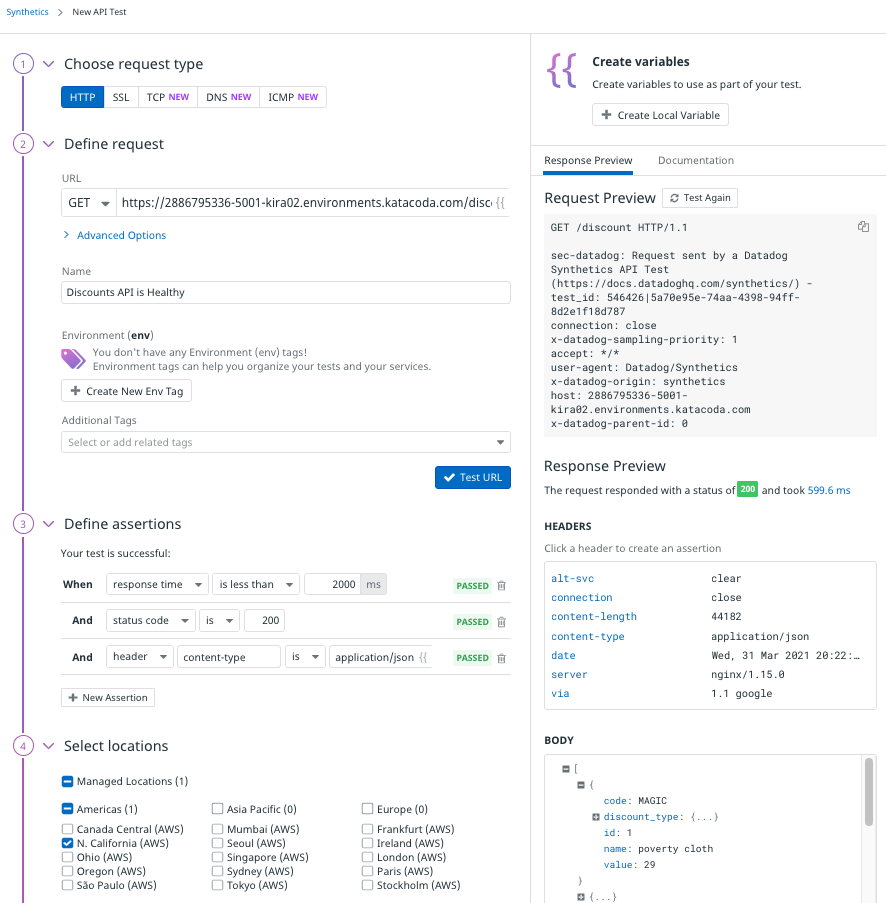 Synthetics > New API Test
1 Choose request type
HTTP SSL TCP NEW DNS NEW ICMP NEW
2 Define request
URL
GET https://2886795336-5001-kira02.environments.katacoda.com/disc {{
> Advanced Options
Name
Discounts API is Healthy
Environment (env)
You don't have any Environment (env) tags!
Environment tags can help you organize your tests and your services.
+ Create New Env Tag
Additional Tags
Select or add related tags
Test URL
3 Define assertions
Your test is successful:
When response time is less than 2000 ms PASSED
And status code is 200 PASSED
And header content-type is application/json {{ PASSED
+ New Assertion
4 Select locations
Managed Locations (1)
Americas (1) Asia Pacific (0) Europe (0)
Canada Central (AWS) Mumbai (AWS) Frankfurt (AWS)
N. California (AWS) Seoul (AWS) Ireland (AWS)
Ohio (AWS) Singapore (AWS) London (AWS)
Oregon (AWS) Sydney (AWS) Paris (AWS)
São Paulo (AWS) Tokyo (AWS) Stockholm (AWS)
{{ Create variables
Create variables to use as part of your test.
+ Create Local Variable
Response Preview Documentation
Request Preview Test Again
GET /discount HTTP/1.1
sec-datadog: Request sent by a Datadog
Synthetics API Test
(https://docs.datadoghq.com/synthetics/) -
test_id: 546426|5a70e95e-74aa-4398-94ff-
8d2e1f18d787
connection: close
x-datadog-sampling-priority: 1
accept: */*
user-agent: Datadog/Synthetics
x-datadog-origin: synthetics
host: 2886795336-5001-
kira02.environments.katacoda.com
x-datadog-parent-id: 0
Response Preview
The request responded with a status of 200 and took 599.6 ms
HEADERS
Click a header to create an assertion
alt-svc clear
connection close
content-length 44182
content-type application/json
date Wed, 31 Mar 2021 20:22:…
server nginx/1.15.0
via 1.1 google
BODY
[
{
code: MAGIC
discount_type: {...}
id: 1
name: poverty cloth
value: 29
}
{...}